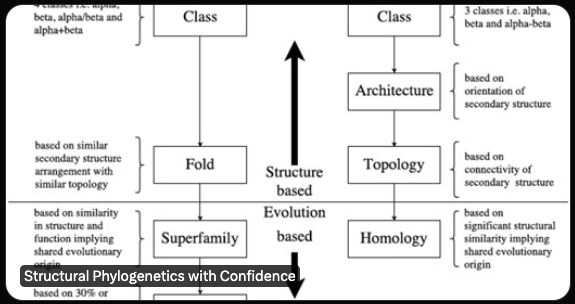 4 classes i.e. alpha,
beta, alpha/beta and
alpha+beta
Class
Class
3 classes i.e. alpha,
beta and alpha-beta
Architecture
based on
orientation of
secondary structure
based on similar
secondary structure
arrangement with
similar topology
Fold
Structure
based
Topology
based on
connectivity of
secondary structure
based on similarity
in structure and
function implying
shared evolutionary
origin
Superfamily
Evolution
based
Homology
based on
significant structural
similarity implying
shared evolutionary
origin
Structural Phylogenetics with Confidence
based on 30% or